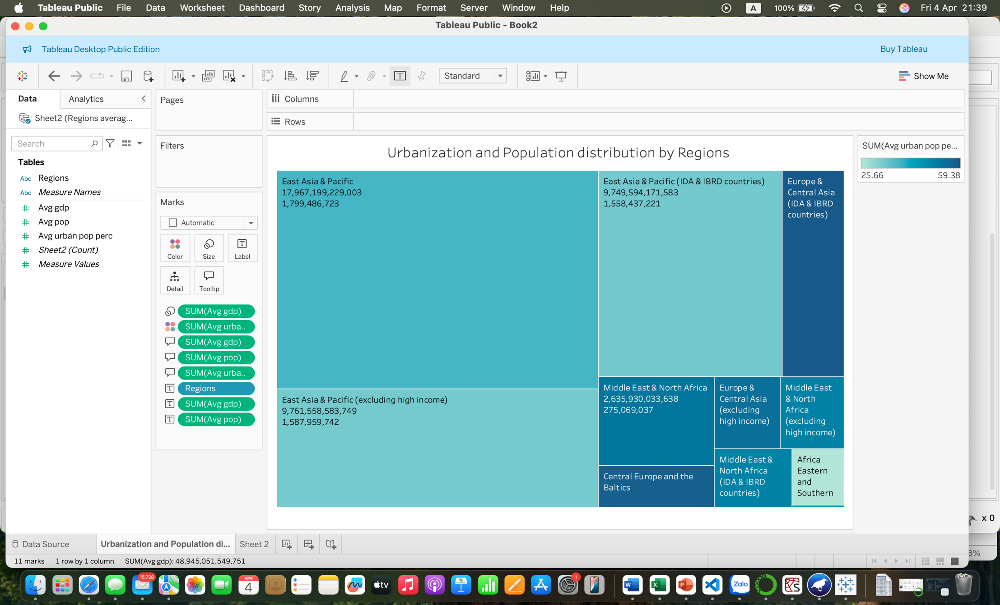 Tableau Public File Data Worksheet Dashboard Story Analysis Map Format Server Window Help A 100% Fri 4 Apr 21:39
Tableau Public - Book2
Tableau Desktop Public Edition
Buy Tableau
Standard
Show Me
Data
Analytics
Sheet2 (Regions averag...
Search
Tables
Abc Regions
Abc Measure Names
Avg gdp
Avg pop
Avg urban pop perc
Sheet2 (Count)
Measure Values
Pages
Filters
Marks
Automatic
Color
Size
T
Label
Detail
Tooltip
SUM(Avg gdp)
SUM(Avg urba..
SUM(Avg gdp)
SUM(Avg pop)
SUM(Avg urba..
T Regions
T SUM(Avg gdp)
T SUM(Avg pop)
Columns
Rows
Urbanization and Population distribution by Regions
East Asia & Pacific
17,967,199,229,003
1,799,486,723
East Asia & Pacific (IDA & IBRD countries)
9,749,594,171,583
1,558,437,221
Europe &
Central Asia
(IDA & IBRD
countries)
East Asia & Pacific (excluding high income)
9,761,558,583,749
1,587,959,742
Middle East & North Africa
2,635,930,033,638
275,069,037
Europe &
Central Asia
(excluding
high income)
Middle East
& North
Africa
(excluding
high income)
Central Europe and the
Baltics
Middle East &
North Africa
(IDA & IBRD
countries)
Africa
Eastern
and
Southern
SUM(Avg urban pop pe...
25.66 59.38
x 0
6%
Data Source
Urbanization and Population di...
Sheet 2
11 marks 1 row by 1 column SUM(Avg gdp): 48,945,051,549,751
15,728
APR
4
tv
1
W
X
P
Zalo